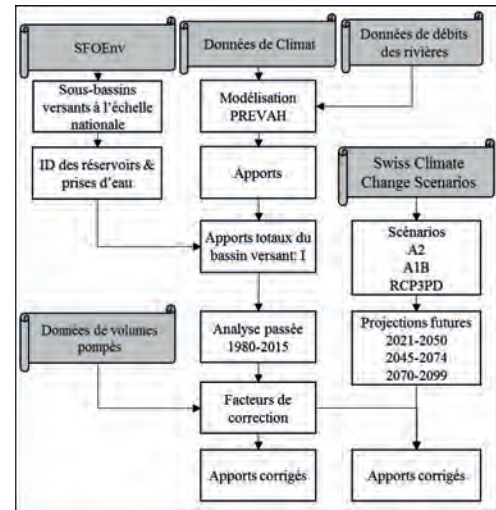 SFOEnv
Sous-bassins
versants à l'échelle
nationale
ID des réservoirs &
prises d'eau
Données de Climat
Données de débits
des rivières
Modélisation
PREVAH
Apports
Apports totaux du
bassin versant: I
Swiss Climate
Change Scenarios
Scénarios
A2
A1B
RCP3PD
Données de volumes
pompés
Analyse passée
1980-2015
Projections futures
2021-2050
2045-2074
2070-2099
Facteurs de
correction
Apports corrigés
Apports corrigés